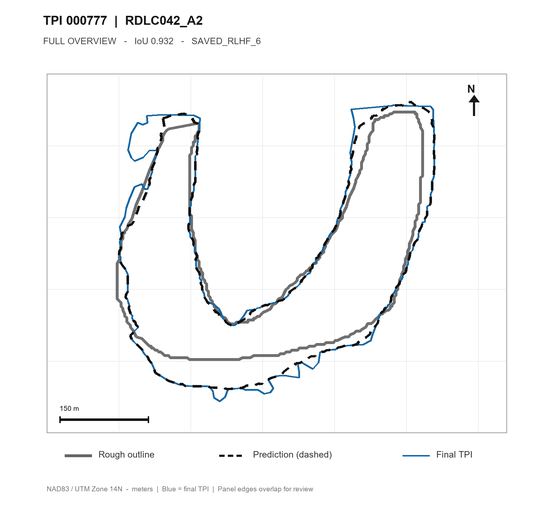 TPI 000777 | RDLC042_A2
FULL OVERVIEW - IoU 0.932 - SAVED_RLHF_6
N
150 m
Rough outline
Prediction (dashed)
Final TPI
NAD83 / UTM Zone 14N - meters | Blue = final TPI | Panel edges overlap for review